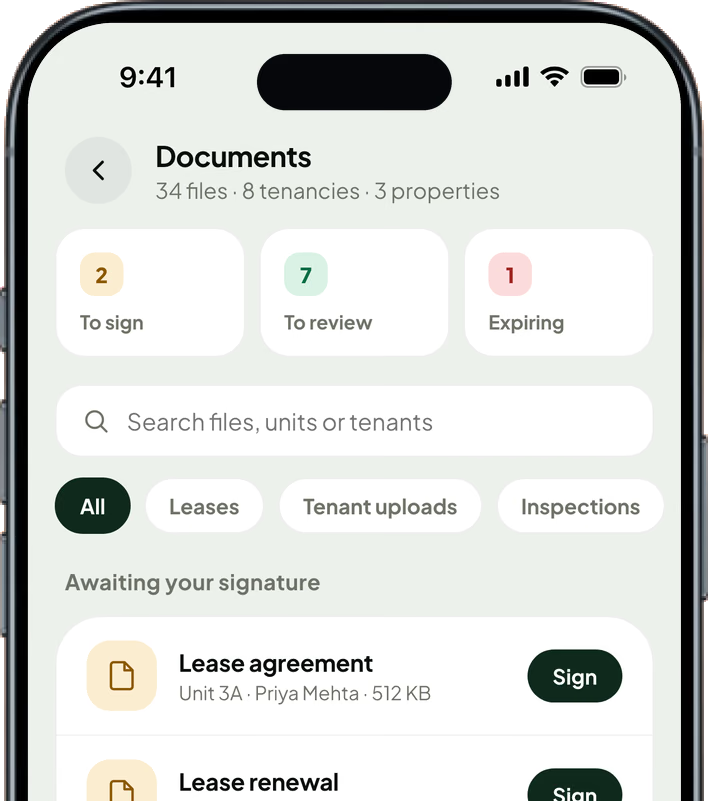 9:41
Documents
34 files · 8 tenancies · 3 properties
2
To sign
7
To review
1
Expiring
Search files, units or tenants
All
Leases
Tenant uploads
Inspections
Awaiting your signature
Lease agreement
Unit 3A · Priya Mehta · 512 KB
Sign
Lease renewal
Sign